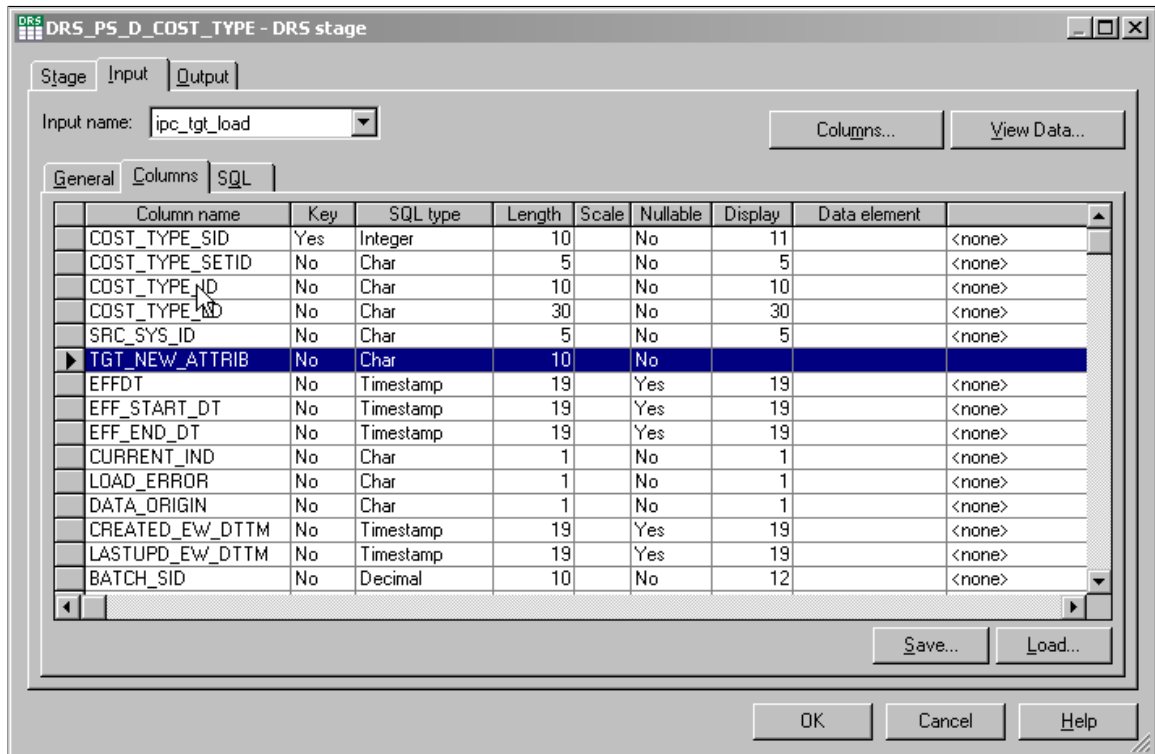 DRS DRS_PS_D_COST_TYPE - DRS stage
Stage Input Output
Input name: ipc_tgt_load Columns... View Data...
General Columns SQL
Column name Key SQL type Length Scale Nullable Display Data element
COST_TYPE_SID Yes Integer 10 No 11 <none>
COST_TYPE_SETID No Char 5 No 5 <none>
COST_TYPE_ID No Char 10 No 10 <none>
No Char 30 No 30 <none>
SRC_SYS_ID No Char 5 No 5 <none>
TGT_NEW_ATTRIB No Char 10 No
EFFDT No Timestamp 19 Yes 19 <none>
EFF_START_DT No Timestamp 19 Yes 19 <none>
EFF_END_DT No Timestamp 19 Yes 19 <none>
CURRENT_IND No Char 1 No 1 <none>
LOAD_ERROR No Char 1 No 1 <none>
DATA_ORIGIN No Char 1 No 1 <none>
CREATED_EW_DTTM No Timestamp 19 Yes 19 <none>
LASTUPD_EW_DTTM No Timestamp 19 Yes 19 <none>
BATCH_SID No Decimal 10 No 12 <none>
Save... Load...
OK Cancel Help